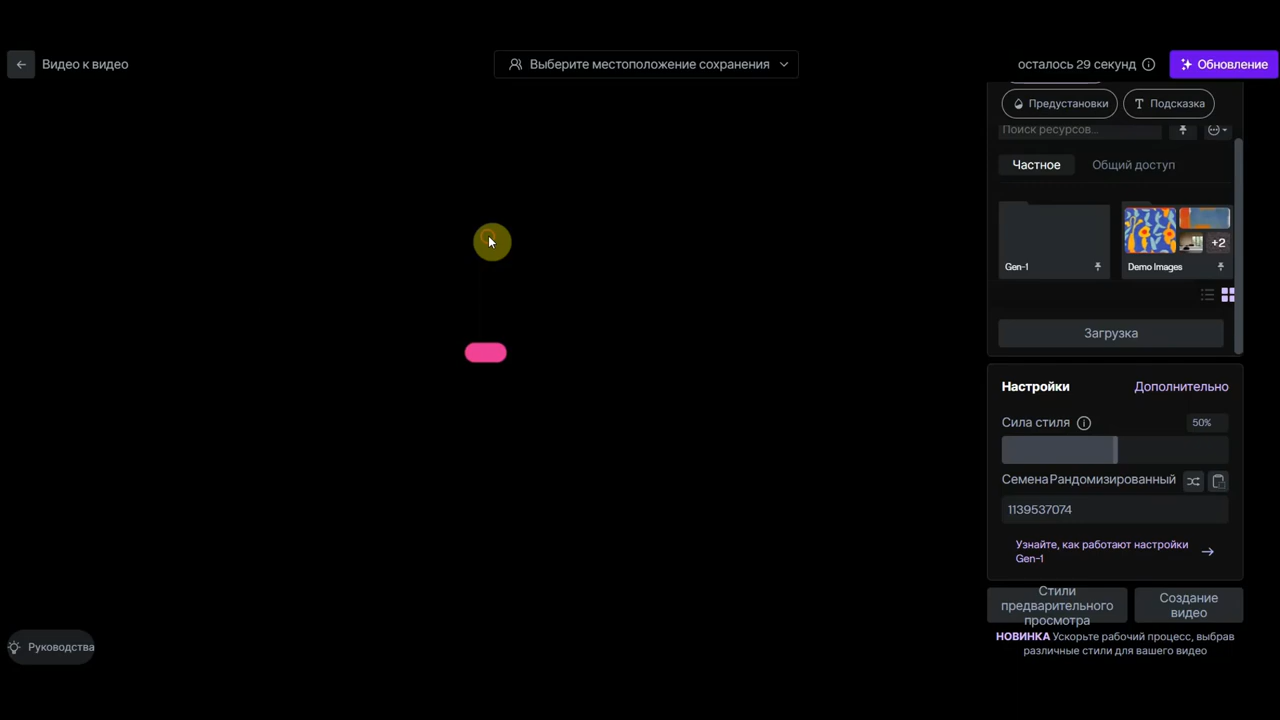 Видео к видео
Выберите местоположение сохранения
осталось 29 секунд
Обновление
Предустановки
Подсказка
Поиск ресурсов...
Частное
Общий доступ
+2
Gen-1
Demo Images
Загрузка
Настройки
Дополнительно
Сила стиля
50%
СеменаРандомизированный
1139537074
Узнайте, как работают настройки
Gen-1
Стили
предварительного
просмотра
Создание
видео
Руководства
НОВИНКА Ускорьте рабочий процесс, выбрав
различные стили для вашего видео